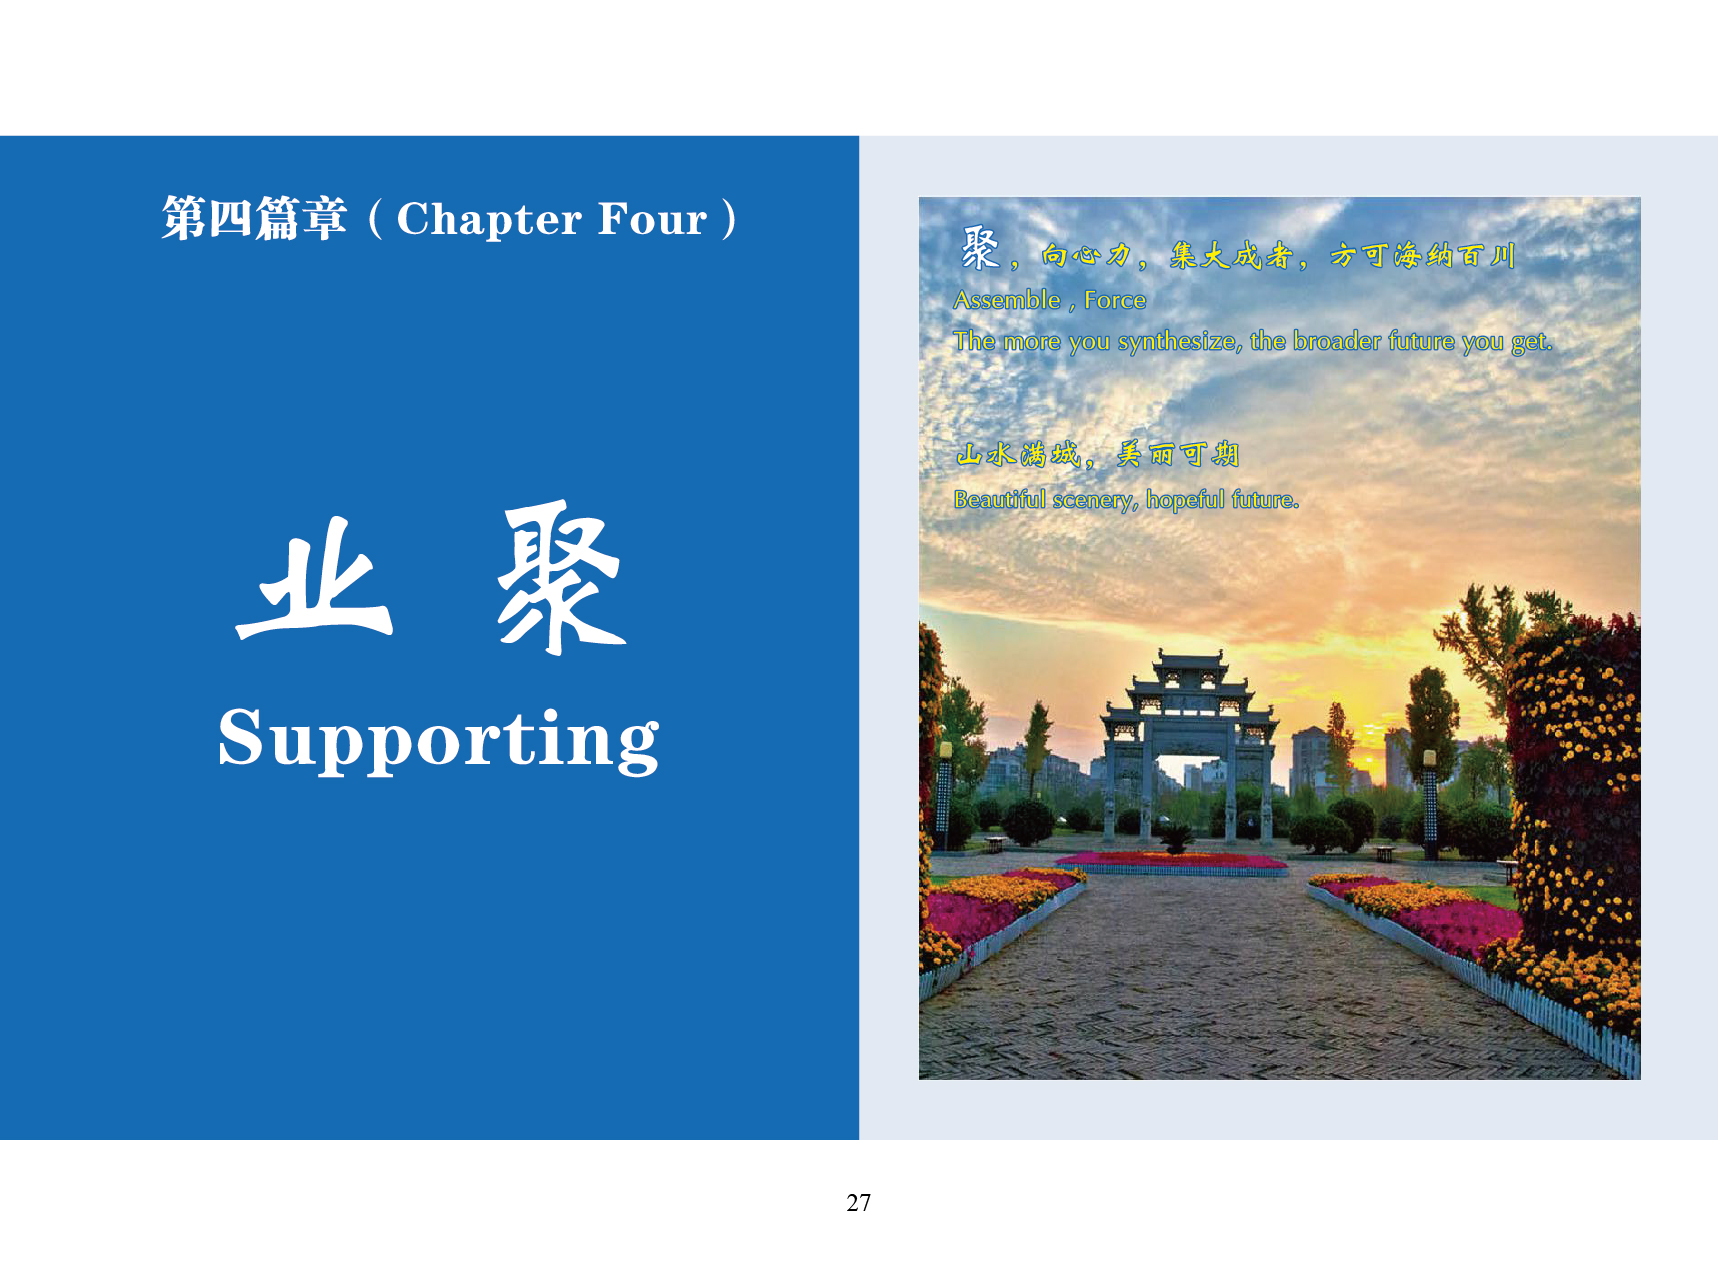 第四篇章（Chapter Four）
业 聚
Supporting
聚，向心力，集大成者，方可海纳百川
Assemble , Force
The more you synthesize, the broader future you get.
山水满城，美丽可期
Beautiful scenery, hopeful future.
27